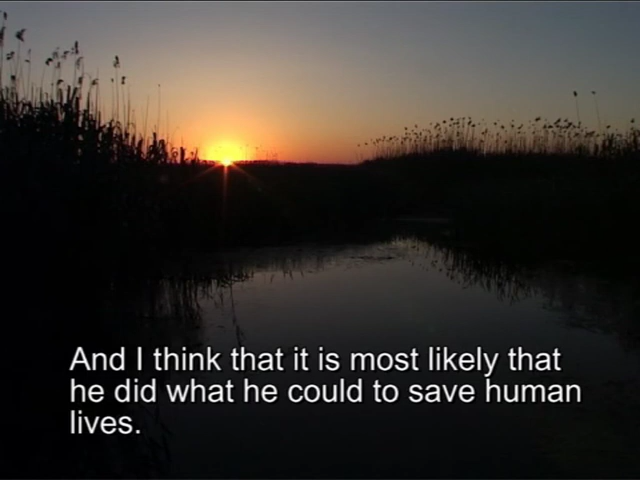 And I think that it is most likely that
he did what he could to save human
lives.